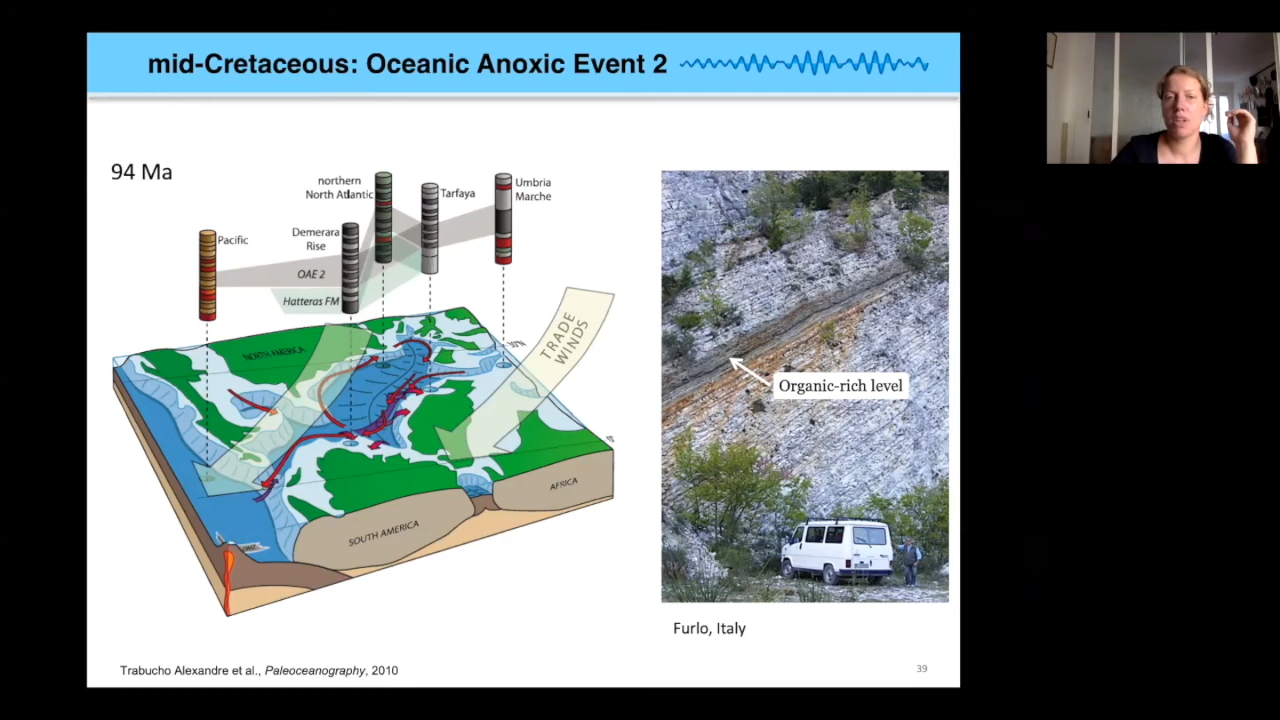 mid-Cretaceous: Oceanic Anoxic Event 2
94 Ma
northern
North Atlantic
Tarfaya
Umbria
Marche
Pacific
Demerara
Rise
OAE 2
Hatteras FM
TRADE
WINDS
NORTH AMERICA
30°N
0°
SOUTH AMERICA
AFRICA
Organic-rich level
Furlo, Italy
Trabucho Alexandre et al., Paleoceanography, 2010
39